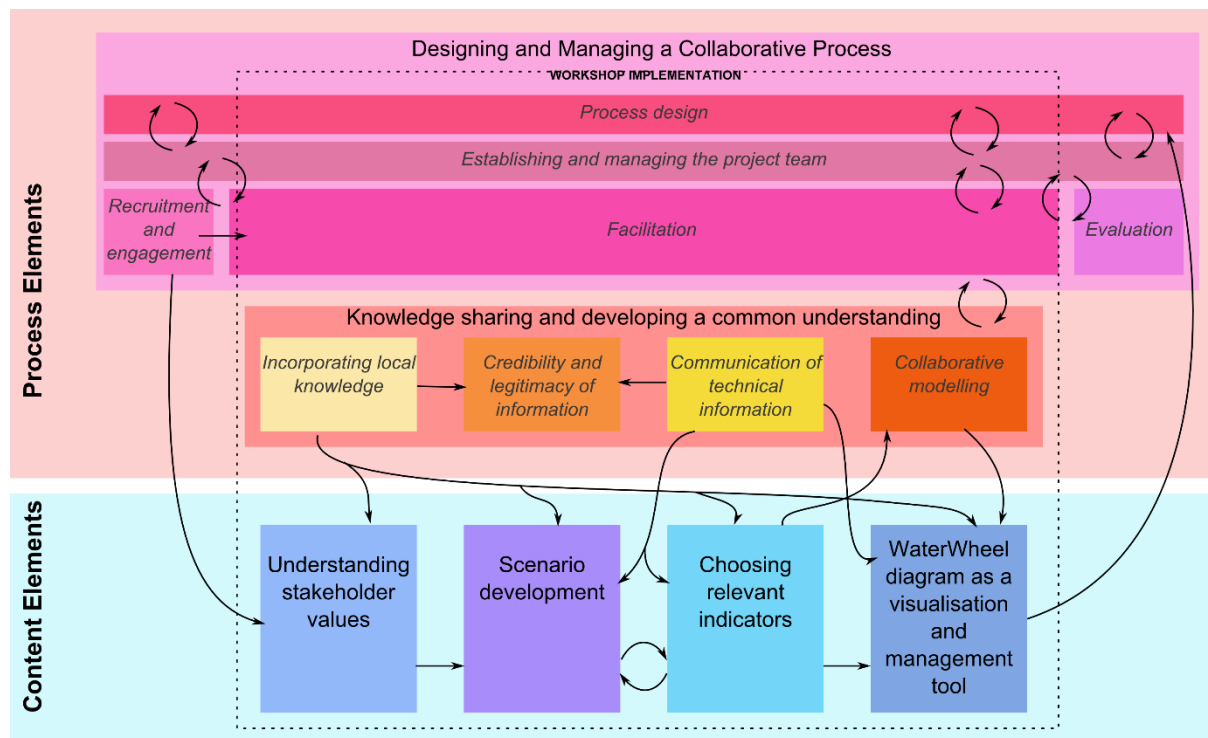 Designing and Managing a Collaborative Process
WORKSHOP IMPLEMENTATION
Process design
Establishing and managing the project team
Recruitment
and
engagement
Facilitation
Evaluation
Process Elements
Knowledge sharing and developing a common understanding
Incorporating local
knowledge
Credibility and
legitimacy of
information
Communication of
technical
information
Collaborative
modelling
Content Elements
Understanding
stakeholder
values
Scenario
development
Choosing
relevant
indicators
WaterWheel
diagram as a
visualisation
and
management
tool